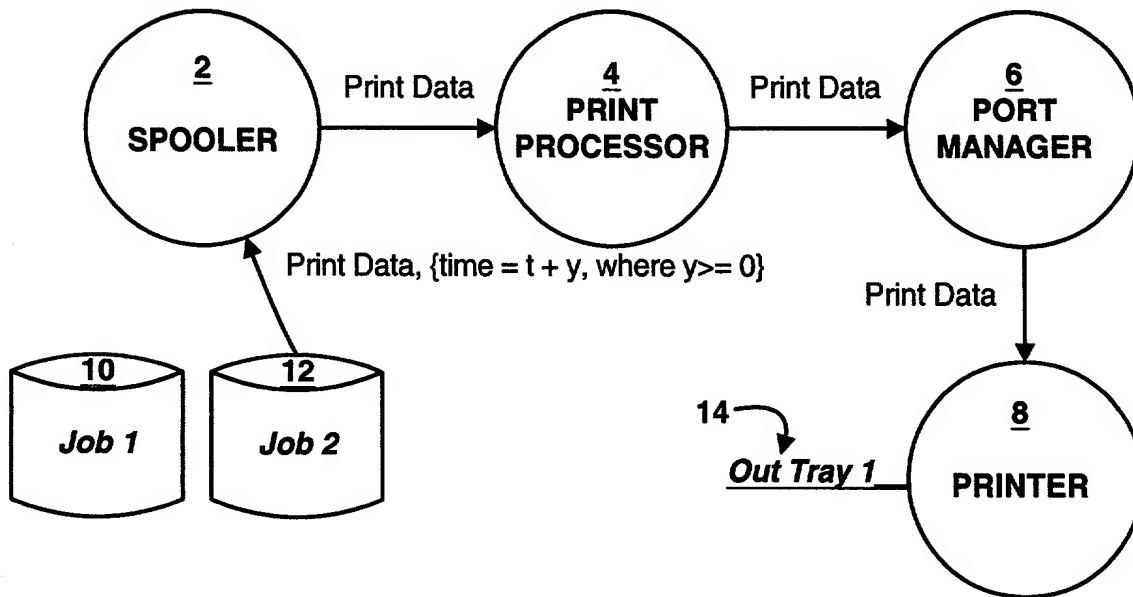 2
SPOOLER
Print Data
4
PRINT
PROCESSOR
Print Data
6
PORT
MANAGER
Print Data, {time = t + y, where y>= 0}
Print Data
10
Job 1
12
Job 2
14
Out Tray 1
8
PRINTER